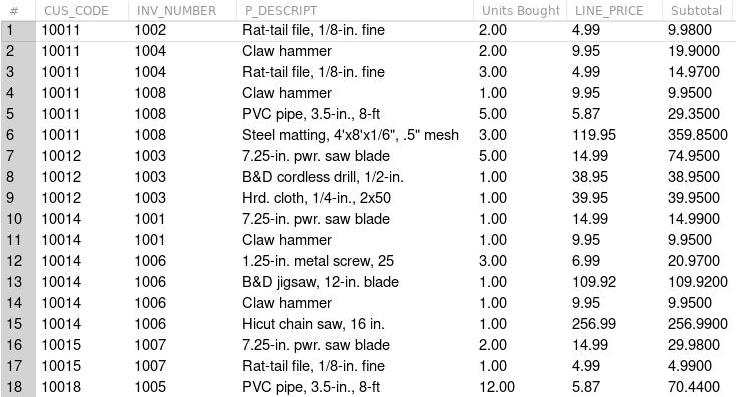 # CUS_CODE INV_NUMBER P_DESCRIPT Units Bought LINE_PRICE Subtotal
1 10011 1002 Rat-tail file, 1/8-in. fine 2.00 4.99 9.9800
2 10011 1004 Claw hammer 2.00 9.95 19.9000
3 10011 1004 Rat-tail file, 1/8-in. fine 3.00 4.99 14.9700
4 10011 1008 Claw hammer 1.00 9.95 9.9500
5 10011 1008 PVC pipe, 3.5-in., 8-ft 5.00 5.87 29.3500
6 10011 1008 Steel matting, 4'x8'x1/6", .5" mesh 3.00 119.95 359.8500
7 10012 1003 7.25-in. pwr. saw blade 5.00 14.99 74.9500
8 10012 1003 B&D cordless drill, 1/2-in. 1.00 38.95 38.9500
9 10012 1003 Hrd. cloth, 1/4-in., 2x50 1.00 39.95 39.9500
10 10014 1001 7.25-in. pwr. saw blade 1.00 14.99 14.9900
11 10014 1001 Claw hammer 1.00 9.95 9.9500
12 10014 1006 1.25-in. metal screw, 25 3.00 6.99 20.9700
13 10014 1006 B&D jigsaw, 12-in. blade 1.00 109.92 109.9200
14 10014 1006 Claw hammer 1.00 9.95 9.9500
15 10014 1006 Hicut chain saw, 16 in. 1.00 256.99 256.9900
16 10015 1007 7.25-in. pwr. saw blade 2.00 14.99 29.9800
17 10015 1007 Rat-tail file, 1/8-in. fine 1.00 4.99 4.9900
18 10018 1005 PVC pipe, 3.5-in., 8-ft 12.00 5.87 70.4400